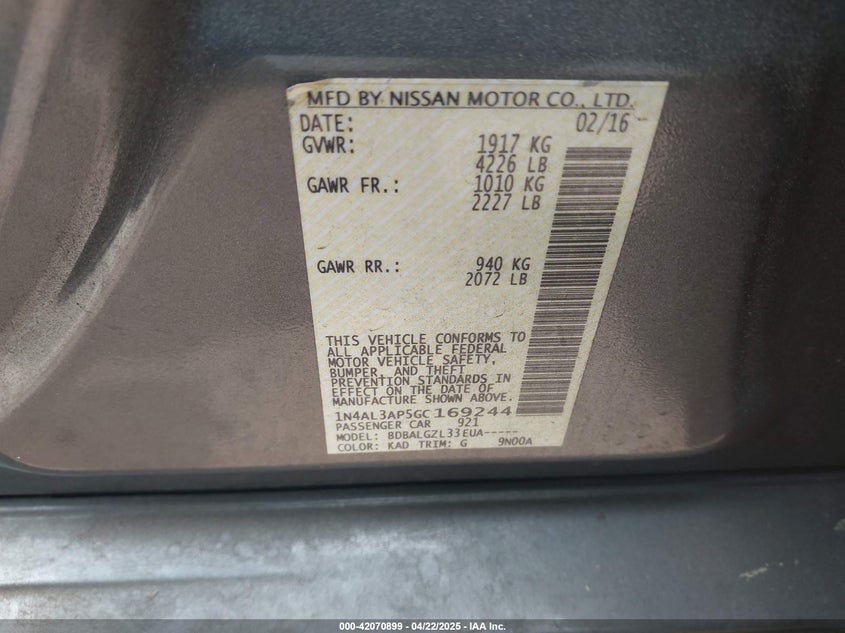 MFD BY NISSAN MOTOR CO., LTD.
DATE: 02/16
GVWR: 1917 KG
4226 LB
GAWR FR.: 1010 KG
2227 LB
GAWR RR.: 940 KG
2072 LB
THIS VEHICLE CONFORMS TO
ALL APPLICABLE FEDERAL
MOTOR VEHICLE SAFETY,
BUMPER, AND THEFT
PREVENTION STANDARDS IN
EFFECT ON THE DATE OF
MANUFACTURE SHOWN ABOVE.
1N4AL3AP5GC169244
PASSENGER CAR 921
MODEL: BDBALGZL33EUA-----
COLOR: KAD TRIM: G 9N00A
000-42070899 - 04/22/2025 - IAA Inc.